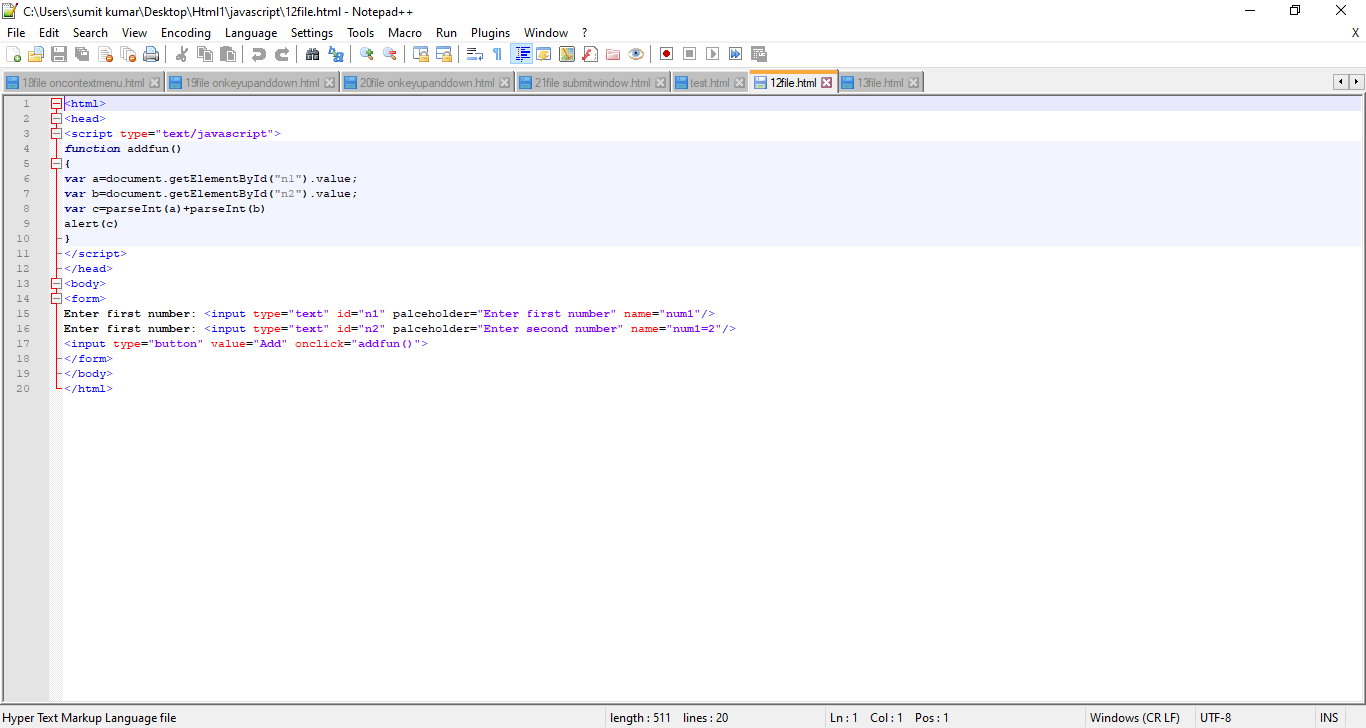 C:\Users\sumit kumar\Desktop\Html1\javascript\12file.html - Notepad++
File Edit Search View Encoding Language Settings Tools Macro Run Plugins Window ? X
18file oncontextmenu.html 19file onkeyupanddown.html 20file onkeyupanddown.html 21file submitwindow.html test.html 12file.html 13file.html
1 <html>
2 <head>
3 <script type="text/javascript">
4 function addfun()
5 {
6 var a=document.getElementById("n1").value;
7 var b=document.getElementById("n2").value;
8 var c=parseInt(a)+parseInt(b)
9 alert(c)
10 }
11 </script>
12 </head>
13 <body>
14 <form>
15 Enter first number: <input type="text" id="n1" palceholder="Enter first number" name="num1"/>
16 Enter first number: <input type="text" id="n2" palceholder="Enter second number" name="num1=2"/>
17 <input type="button" value="Add" onclick="addfun()">
18 </form>
19 </body>
20 </html>
Hyper Text Markup Language file length : 511 lines : 20 Ln : 1 Col : 1 Pos : 1 Windows (CR LF) UTF-8 INS